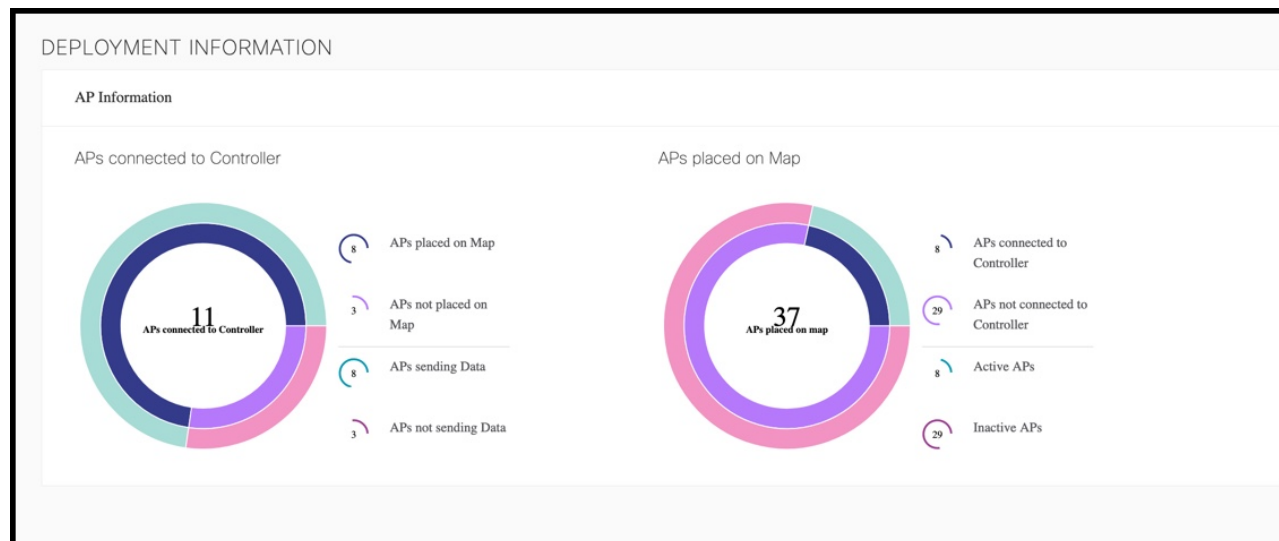 DEPLOYMENT INFORMATION
AP Information
APs connected to Controller
11
APs connected to Controller
8
APs placed on Map
3
APs not placed on
Map
8
APs sending Data
3
APs not sending Data
APs placed on Map
37
APs placed on map
8
APs connected to
Controller
29
APs not connected to
Controller
8
Active APs
29
Inactive APs